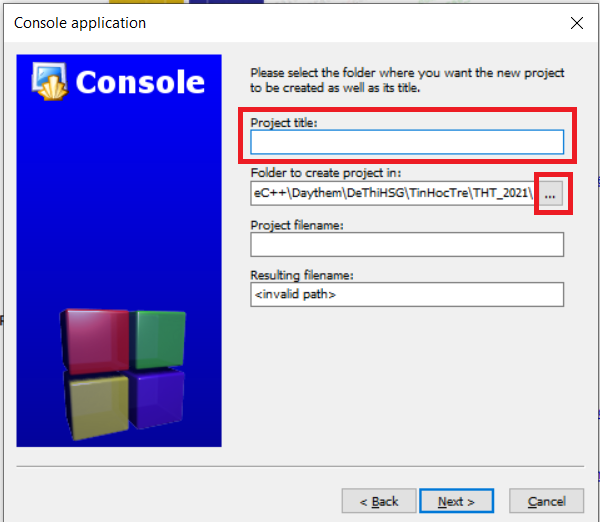 Console application
Console
Please select the folder where you want the new project
to be created as well as its title.
Project title:
Folder to create project in:
eC++\Daythem\DeThiHSG\TinHocTre\THT_2021\
...
Project filename:
Resulting filename:
<invalid path>
< Back
Next >
Cancel